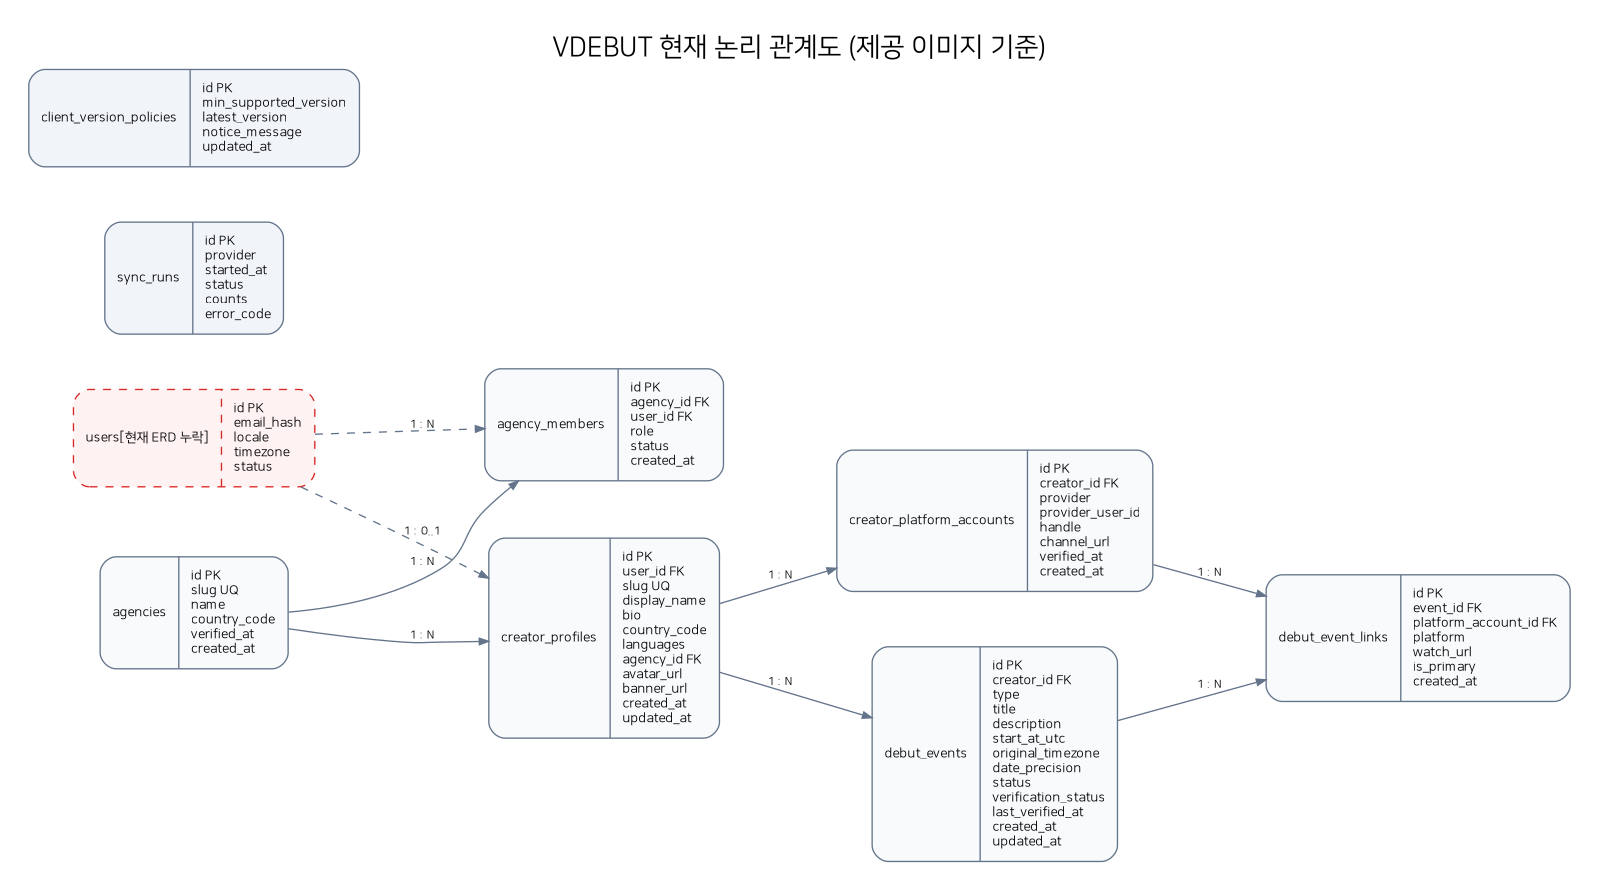 VDEBUT 현재 논리 관계도 (제공 이미지 기준)
client_version_policies
id PK
min_supported_version
latest_version
notice_message
updated_at
sync_runs
id PK
provider
started_at
status
counts
error_code
users[현재 ERD 누락]
id PK
email_hash
locale
timezone
status
1 : N
1 : 0..1
agencies
id PK
slug UQ
name
country_code
verified_at
created_at
1 : N
1 : N
agency_members
id PK
agency_id FK
user_id FK
role
status
created_at
creator_profiles
id PK
user_id FK
slug UQ
display_name
bio
country_code
languages
agency_id FK
avatar_url
banner_url
created_at
updated_at
1 : N
1 : N
creator_platform_accounts
id PK
creator_id FK
provider
provider_user_id
handle
channel_url
verified_at
created_at
1 : N
debut_events
id PK
creator_id FK
type
title
description
start_at_utc
original_timezone
date_precision
status
verification_status
last_verified_at
created_at
updated_at
1 : N
debut_event_links
id PK
event_id FK
platform_account_id FK
platform
watch_url
is_primary
created_at